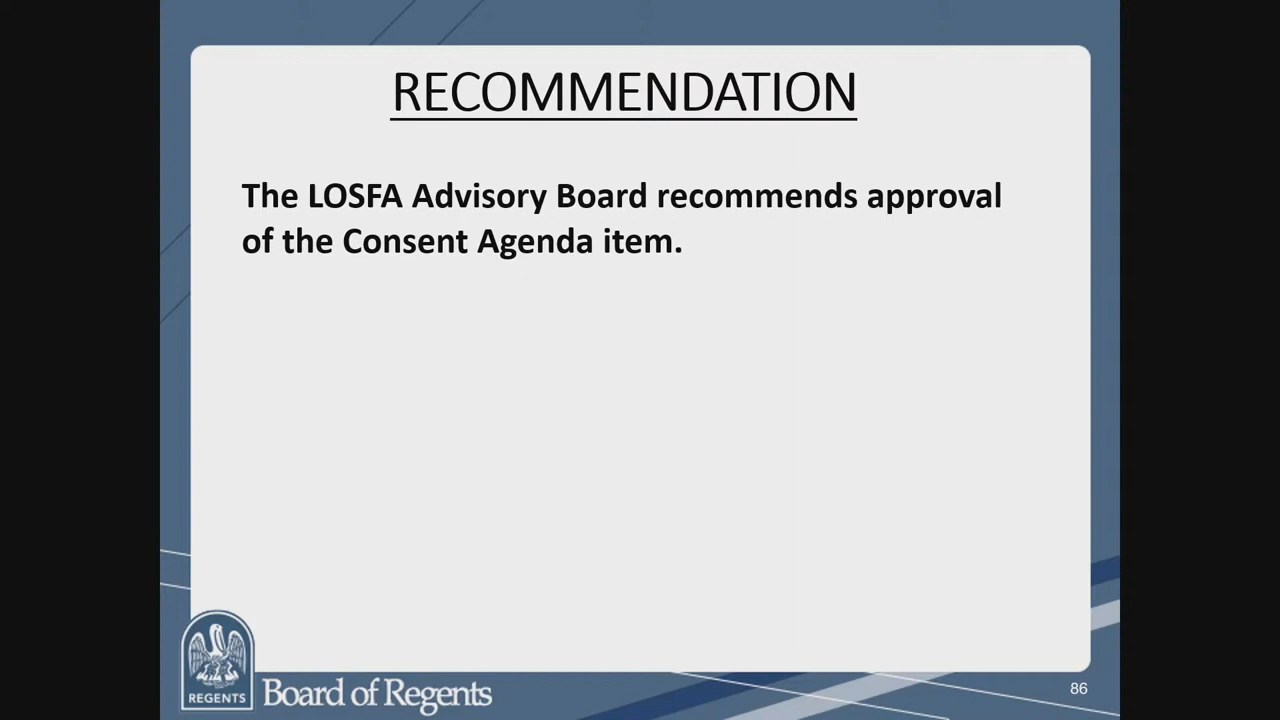 RECOMMENDATION
The LOSFA Advisory Board recommends approval
of the Consent Agenda item.
REGENTS
Board of Regents
86